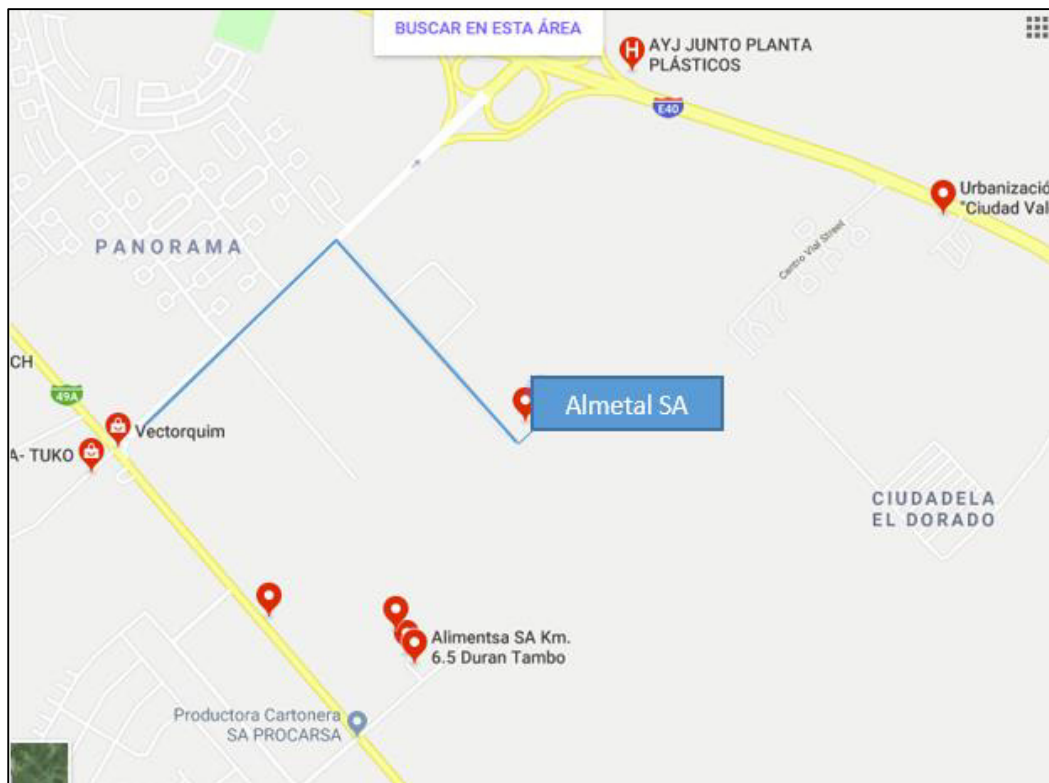 BUSCAR EN ESTA ÁREA
AYJ JUNTO PLANTA
PLÁSTICOS
E40
Urbanizació
"Ciudad Val
Centro Vial Street
PANORAMA
CH
49A
Almetal SA
Vectorquim
A- TUKO
CIUDADELA
EL DORADO
Alimentsa SA Km.
6.5 Duran Tambo
Productora Cartonera
SA PROCARSA